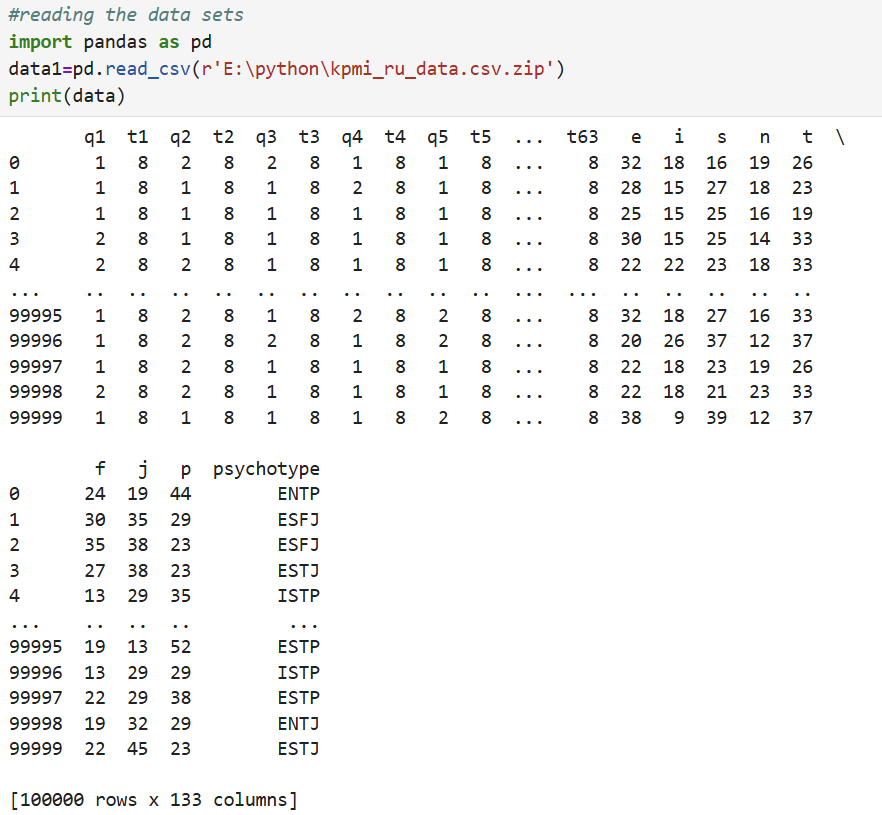 #reading the data sets
import pandas as pd
data1=pd.read_csv(r'E:\python\kpmi_ru_data.csv.zip')
print(data)
q1 t1 q2 t2 q3 t3 q4 t4 q5 t5 ... t63 e i s n t \
0 1 8 2 8 2 8 1 8 1 8 ... 8 32 18 16 19 26
1 1 8 1 8 1 8 2 8 1 8 ... 8 28 15 27 18 23
2 1 8 1 8 1 8 1 8 1 8 ... 8 25 15 25 16 19
3 2 8 1 8 1 8 1 8 1 8 ... 8 30 15 25 14 33
4 2 8 2 8 1 8 1 8 1 8 ... 8 22 22 23 18 33
... .. .. .. .. .. .. .. .. .. .. ... ... .. .. .. .. ..
99995 1 8 2 8 1 8 2 8 2 8 ... 8 32 18 27 16 33
99996 1 8 2 8 2 8 1 8 2 8 ... 8 20 26 37 12 37
99997 1 8 2 8 1 8 1 8 1 8 ... 8 22 18 23 19 26
99998 2 8 2 8 1 8 1 8 1 8 ... 8 22 18 21 23 33
99999 1 8 1 8 1 8 1 8 2 8 ... 8 38 9 39 12 37
f j p psychotype
0 24 19 44 ENTP
1 30 35 29 ESFJ
2 35 38 23 ESFJ
3 27 38 23 ESTJ
4 13 29 35 ISTP
... .. .. .. ...
99995 19 13 52 ESTP
99996 13 29 29 ISTP
99997 22 29 38 ESTP
99998 19 32 29 ENTJ
99999 22 45 23 ESTJ
[100000 rows x 133 columns]